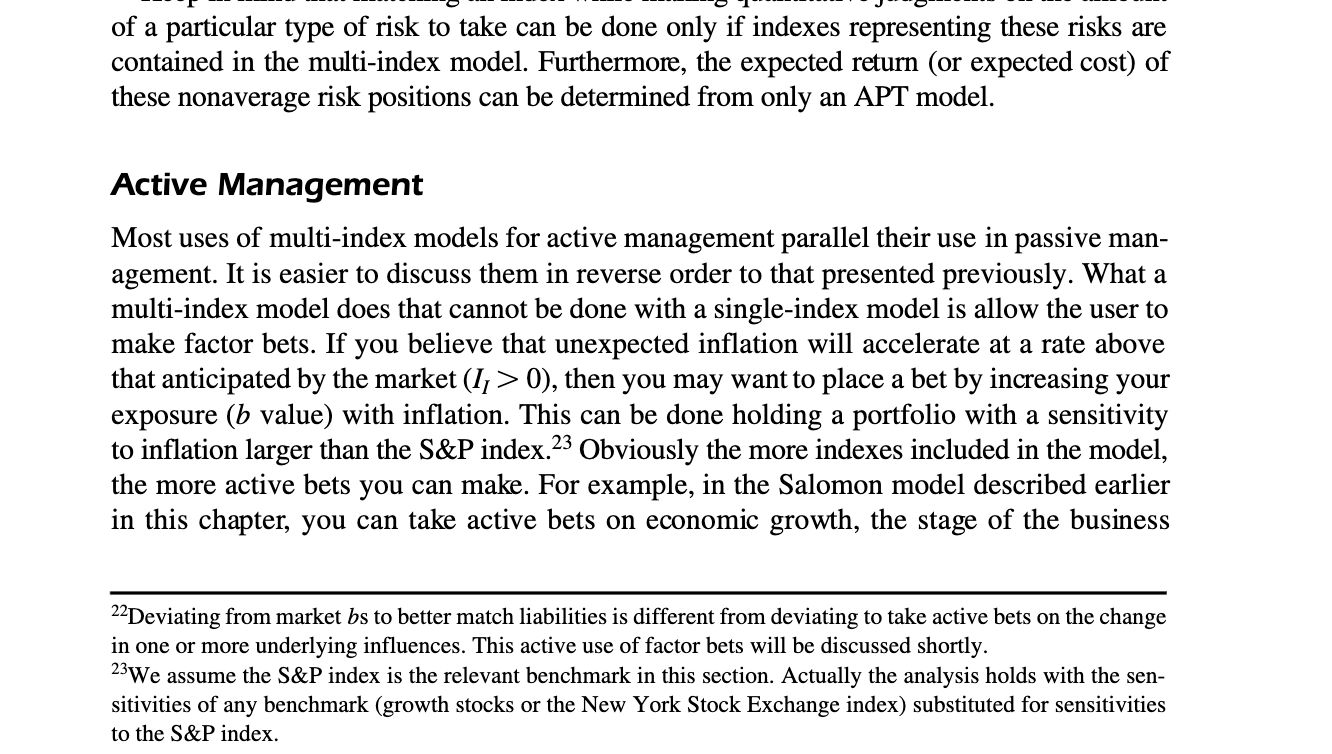 of a particular type of risk to take can be done only if indexes representing these risks are
contained in the multi-index model. Furthermore, the expected return (or expected cost) of
these nonaverage risk positions can be determined from only an APT model.
Active Management
Most uses of multi-index models for active management parallel their use in passive man-
agement. It is easier to discuss them in reverse order to that presented previously. What a
multi-index model does that cannot be done with a single-index model is allow the user to
make factor bets. If you believe that unexpected inflation will accelerate at a rate above
that anticipated by the market (I_I > 0), then you may want to place a bet by increasing your
exposure (b value) with inflation. This can be done holding a portfolio with a sensitivity
to inflation larger than the S&P index.²³ Obviously the more indexes included in the model,
the more active bets you can make. For example, in the Salomon model described earlier
in this chapter, you can take active bets on economic growth, the stage of the business
²²Deviating from market bs to better match liabilities is different from deviating to take active bets on the change
in one or more underlying influences. This active use of factor bets will be discussed shortly.
²³We assume the S&P index is the relevant benchmark in this section. Actually the analysis holds with the sen-
sitivities of any benchmark (growth stocks or the New York Stock Exchange index) substituted for sensitivities
to the S&P index.